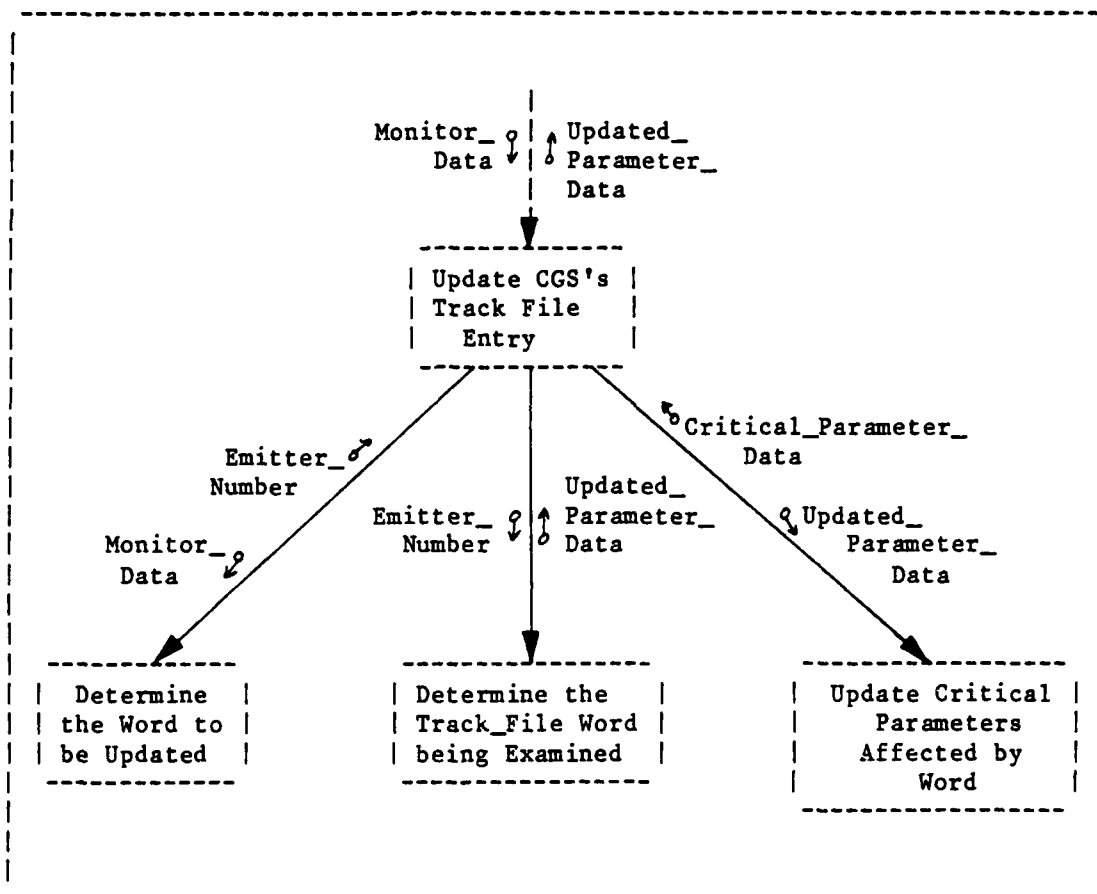 Monitor_
Data
Updated_
Parameter_
Data
Update CGS's
Track File
Entry
Emitter_
Number
Monitor_
Data
Emitter_
Number
Updated_
Parameter_
Data
Critical_Parameter_
Data
Updated_
Parameter_
Data
Determine
the Word to
be Updated
Determine the
Track_File Word
being Examined
Update Critical
Parameters
Affected by
Word